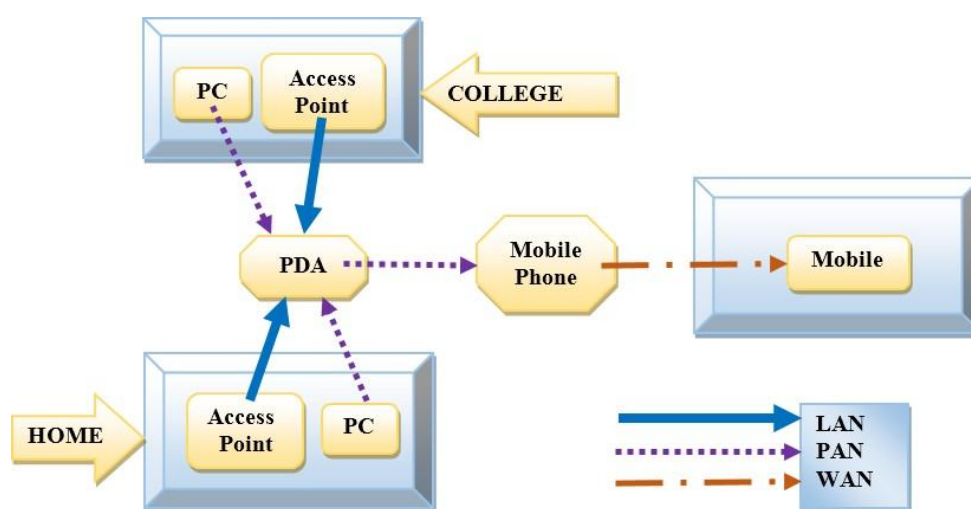 PC
Access
Point
COLLEGE
PDA
Mobile
Phone
Mobile
HOME
Access
Point
PC
LAN
PAN
WAN